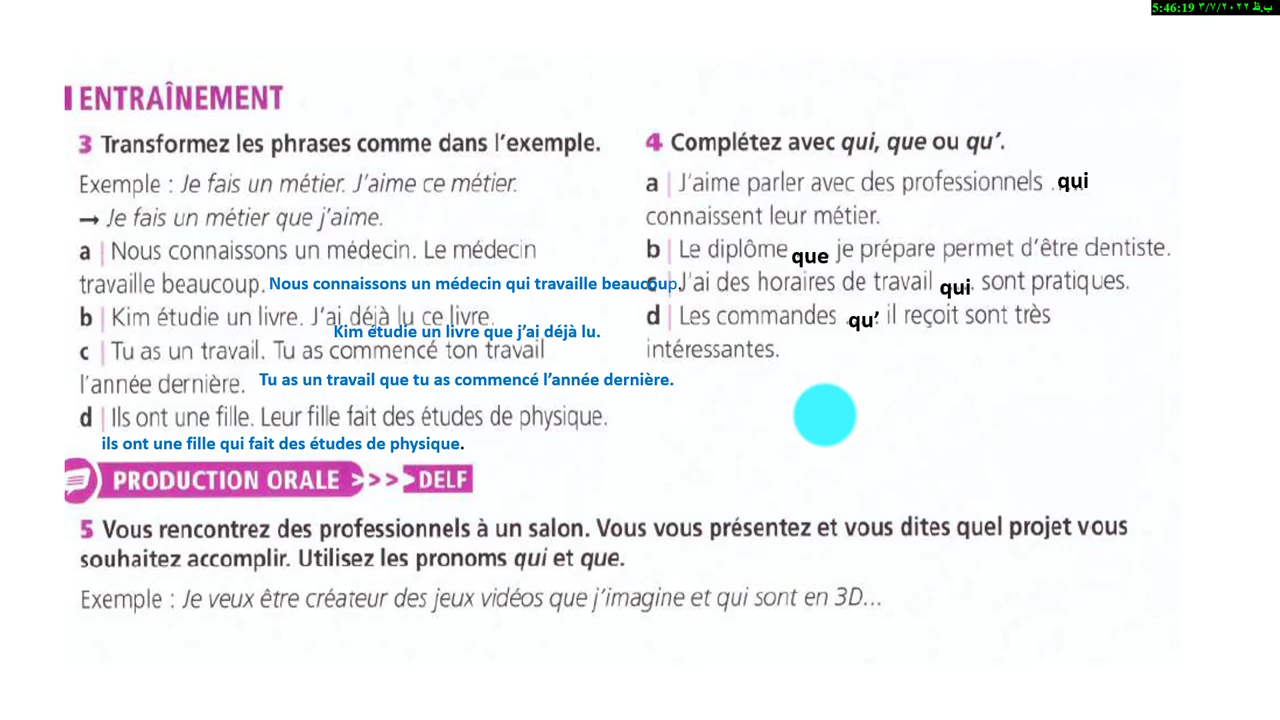 5:46:19 ۳/۷/۲۰۲۲ ب.ظ
ENTRAÎNEMENT
3 Transformez les phrases comme dans l'exemple.
Exemple : Je fais un métier. J'aime ce métier.
→ Je fais un métier que j'aime.
a | Nous connaissons un médecin. Le médecin
travaille beaucoup. Nous connaissons un médecin qui travaille beaucoup.
b | Kim étudie un livre. J'ai déjà lu ce livre.
Kim étudie un livre que j'ai déjà lu.
c | Tu as un travail. Tu as commencé ton travail
l'année dernière. Tu as un travail que tu as commencé l'année dernière.
d | Ils ont une fille. Leur fille fait des études de physique.
ils ont une fille qui fait des études de physique.
4 Complétez avec qui, que ou qu'.
a | J'aime parler avec des professionnels . qui
connaissent leur métier.
b | Le diplôme que je prépare permet d'être dentiste.
c | J'ai des horaires de travail qui. sont pratiques.
d | Les commandes .qu' il reçoit sont très
intéressantes.
PRODUCTION ORALE >>> DELF
5 Vous rencontrez des professionnels à un salon. Vous vous présentez et vous dites quel projet vous
souhaitez accomplir. Utilisez les pronoms qui et que.
Exemple : Je veux être créateur des jeux vidéos que j'imagine et qui sont en 3D...